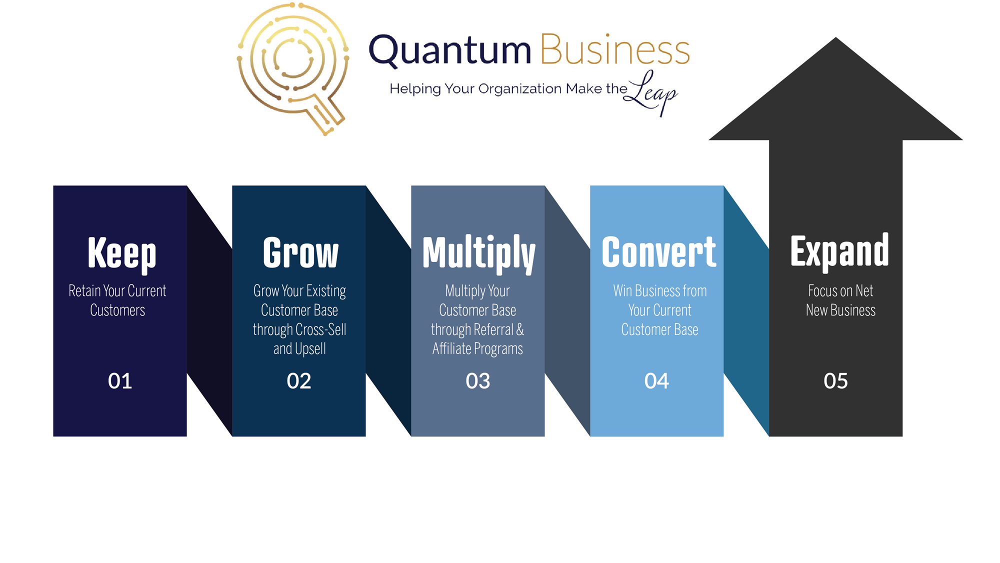 Quantum Business
Helping Your Organization Make the Leap
Keep
Retain Your Current
Customers
01
Grow
Grow Your Existing
Customer Base
through Cross-Sell
and Upsell
02
Multiply
Multiply Your
Customer Base
through Referral &
Affiliate Programs
03
Convert
Win Business from
Your Current
Customer Base
04
Expand
Focus on Net
New Business
05